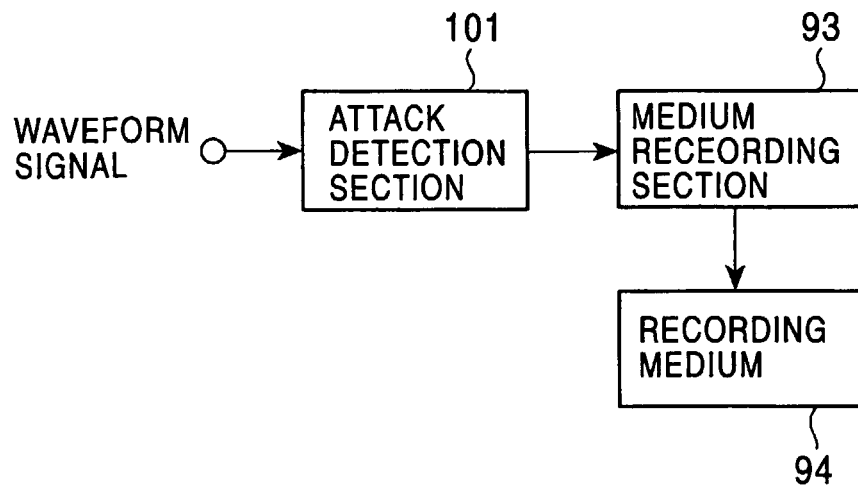 101
93
WAVEFORM
SIGNAL
ATTACK
DETECTION
SECTION
MEDIUM
RECEORDING
SECTION
RECORDING
MEDIUM
94